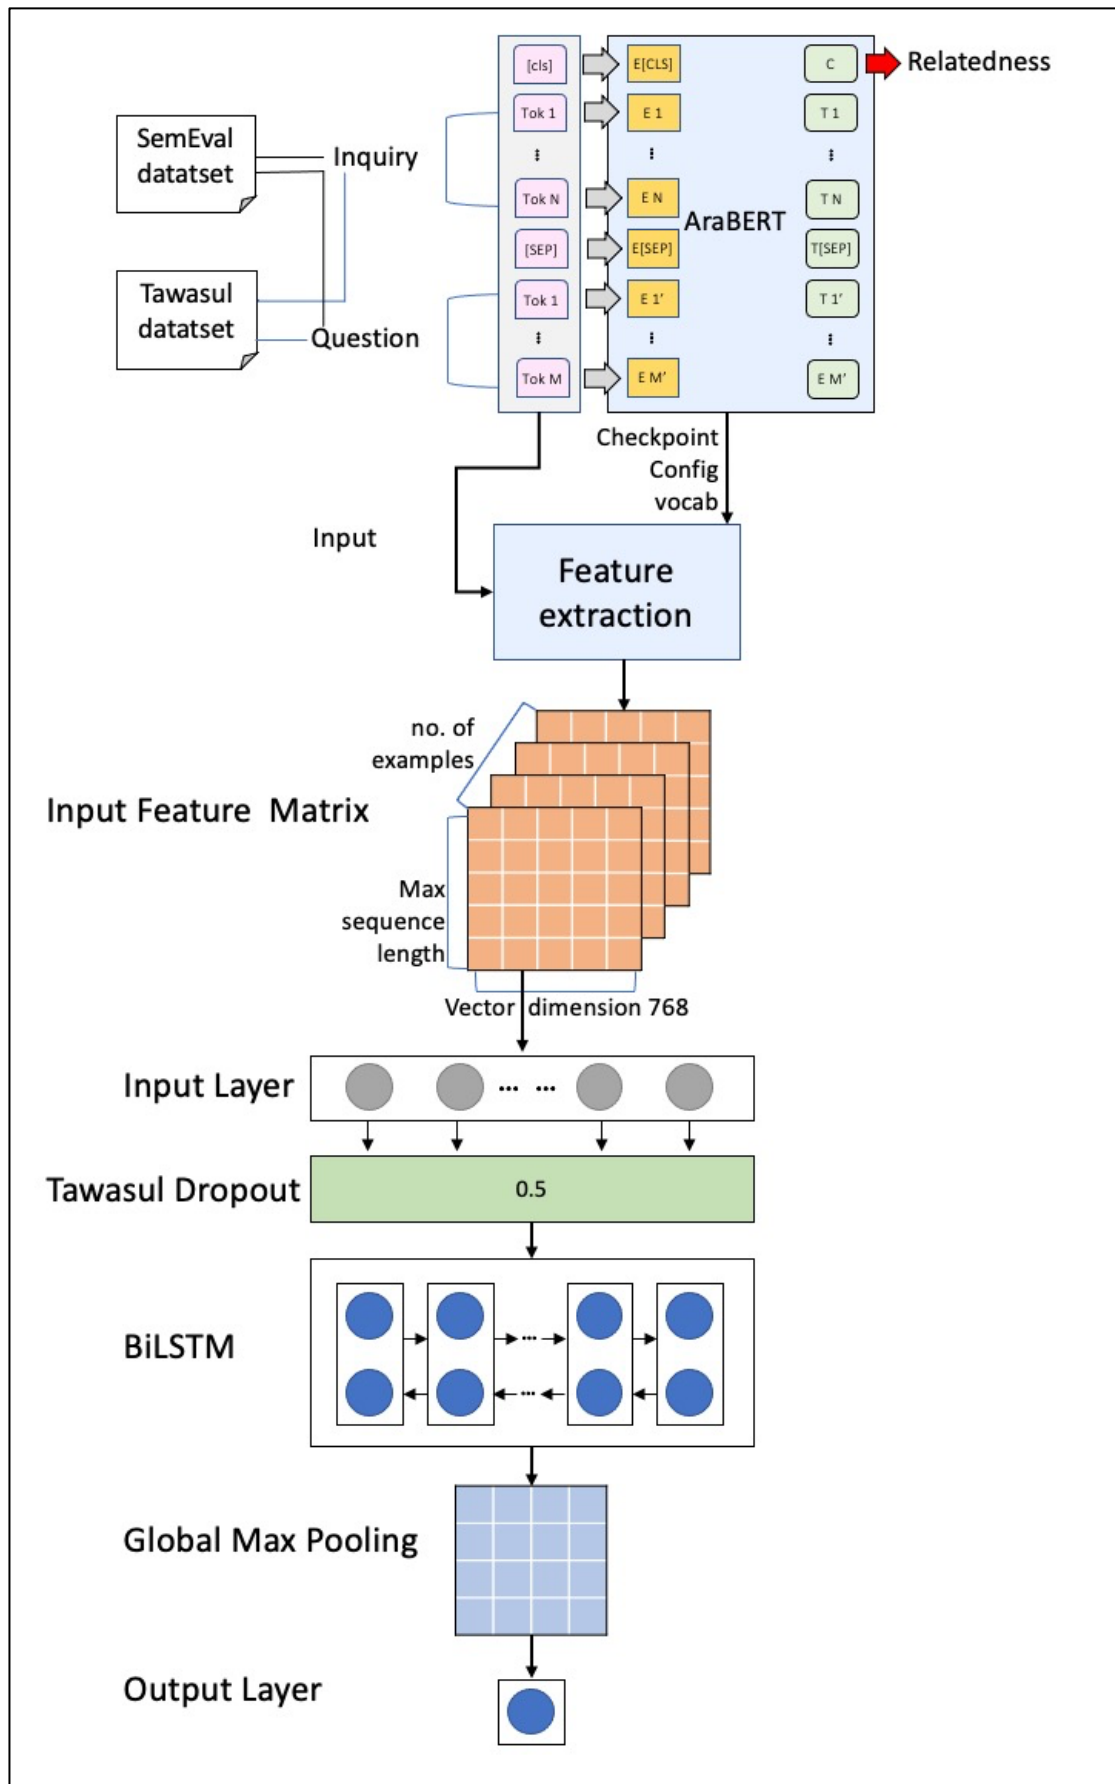 [cls]
E[CLS]
C
Relatedness
Tok 1
E 1
T 1
SemEval
datatset
Inquiry
Tok N
E N
T N
AraBERT
[SEP]
E[SEP]
T[SEP]
Tawasul
datatset
Question
Tok 1
E 1'
T 1'
Tok M
E M'
E M'
Checkpoint
Config
vocab
Input
Feature
extraction
no. of
examples
Input Feature Matrix
Max
sequence
length
Vector dimension 768
Input Layer
... ...
Tawasul Dropout
0.5
BiLSTM
...
...
Global Max Pooling
Output Layer